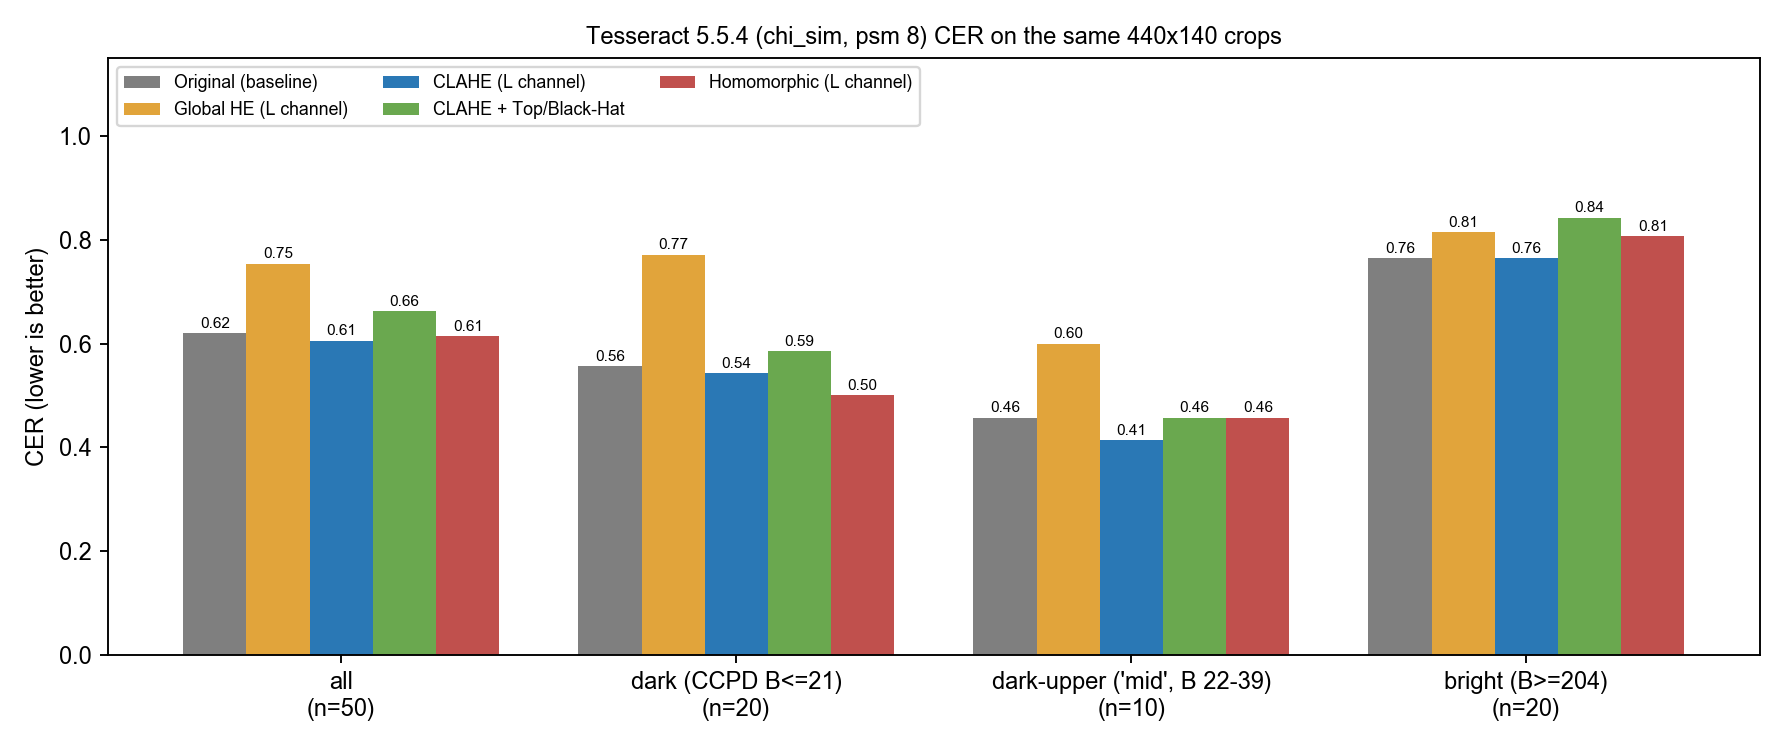 Tesseract 5.5.4 (chi_sim, psm 8) CER on the same 440x140 crops
Original (baseline)
Global HE (L channel)
CLAHE (L channel)
CLAHE + Top/Black-Hat
Homomorphic (L channel)
CER (lower is better)
1.0
0.8
0.6
0.4
0.2
0.0
0.62
0.75
0.61
0.66
0.61
0.56
0.77
0.54
0.59
0.50
0.46
0.60
0.41
0.46
0.46
0.76
0.81
0.76
0.84
0.81
all
(n=50)
dark (CCPD B<=21)
(n=20)
dark-upper ('mid', B 22-39)
(n=10)
bright (B>=204)
(n=20)